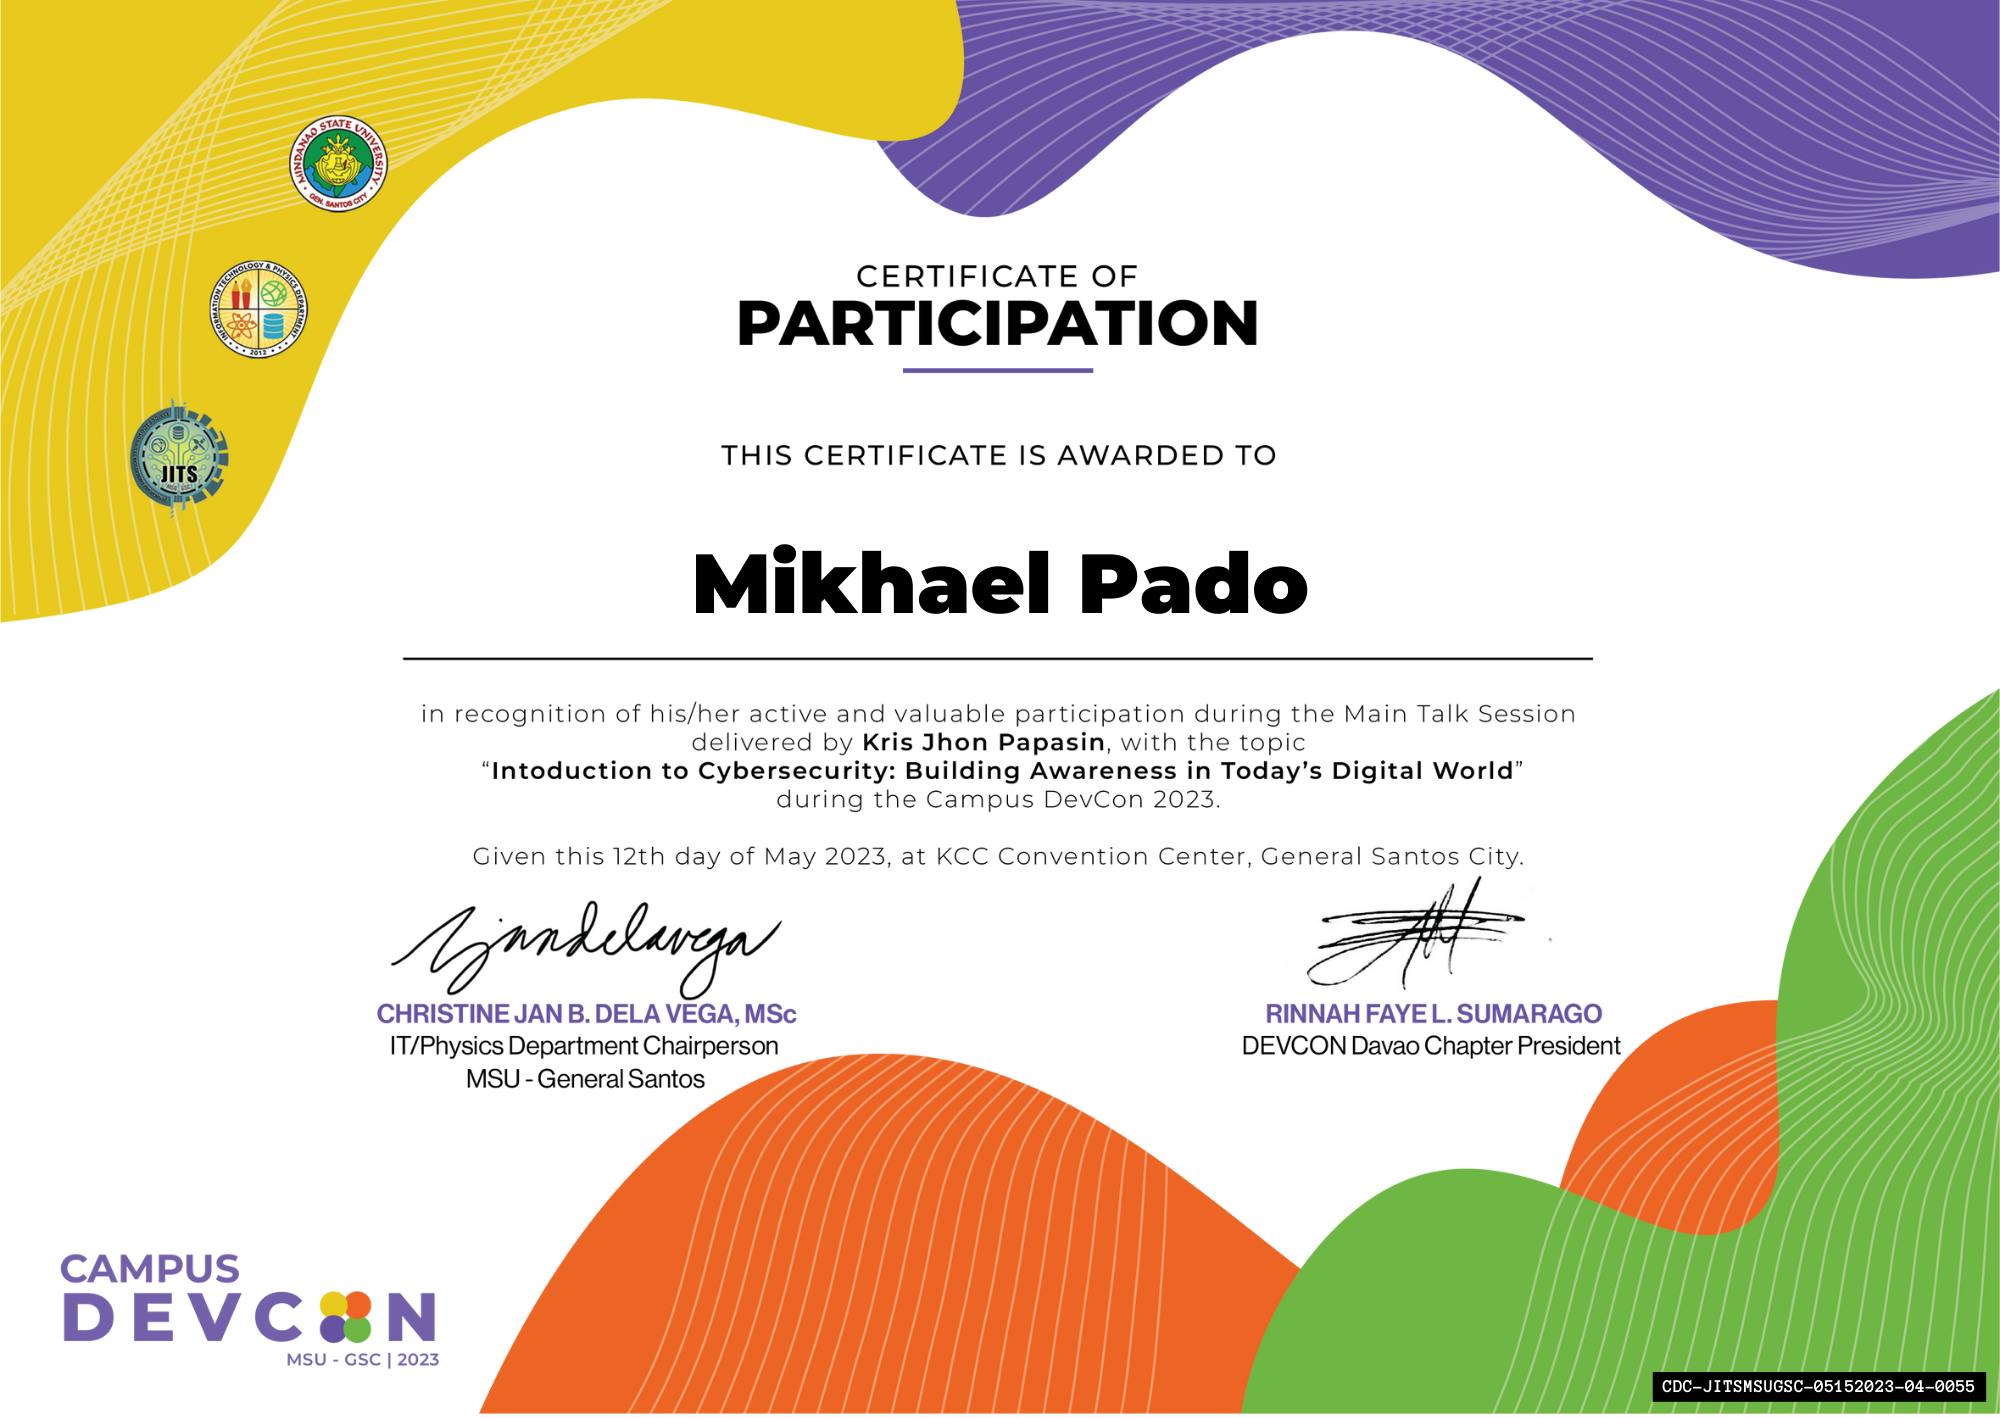 MINDANAO STATE UNIVERSITY
GEN. SANTOS CITY
INFORMATION TECHNOLOGY & PHYSICS DEPARTMENT
2012
JITS
CERTIFICATE OF
PARTICIPATION
THIS CERTIFICATE IS AWARDED TO
Mikhael Pado
in recognition of his/her active and valuable participation during the Main Talk Session
delivered by Kris Jhon Papasin, with the topic
“Intoduction to Cybersecurity: Building Awareness in Today’s Digital World”
during the Campus DevCon 2023.
Given this 12th day of May 2023, at KCC Convention Center, General Santos City.
CHRISTINE JAN B. DELA VEGA, MSc
IT/Physics Department Chairperson
MSU - General Santos
RINNAH FAYE L. SUMARAGO
DEVCON Davao Chapter President
CAMPUS
DEVCON
MSU - GSC | 2023
CDC-JITSMSUGSC-05152023-04-0055